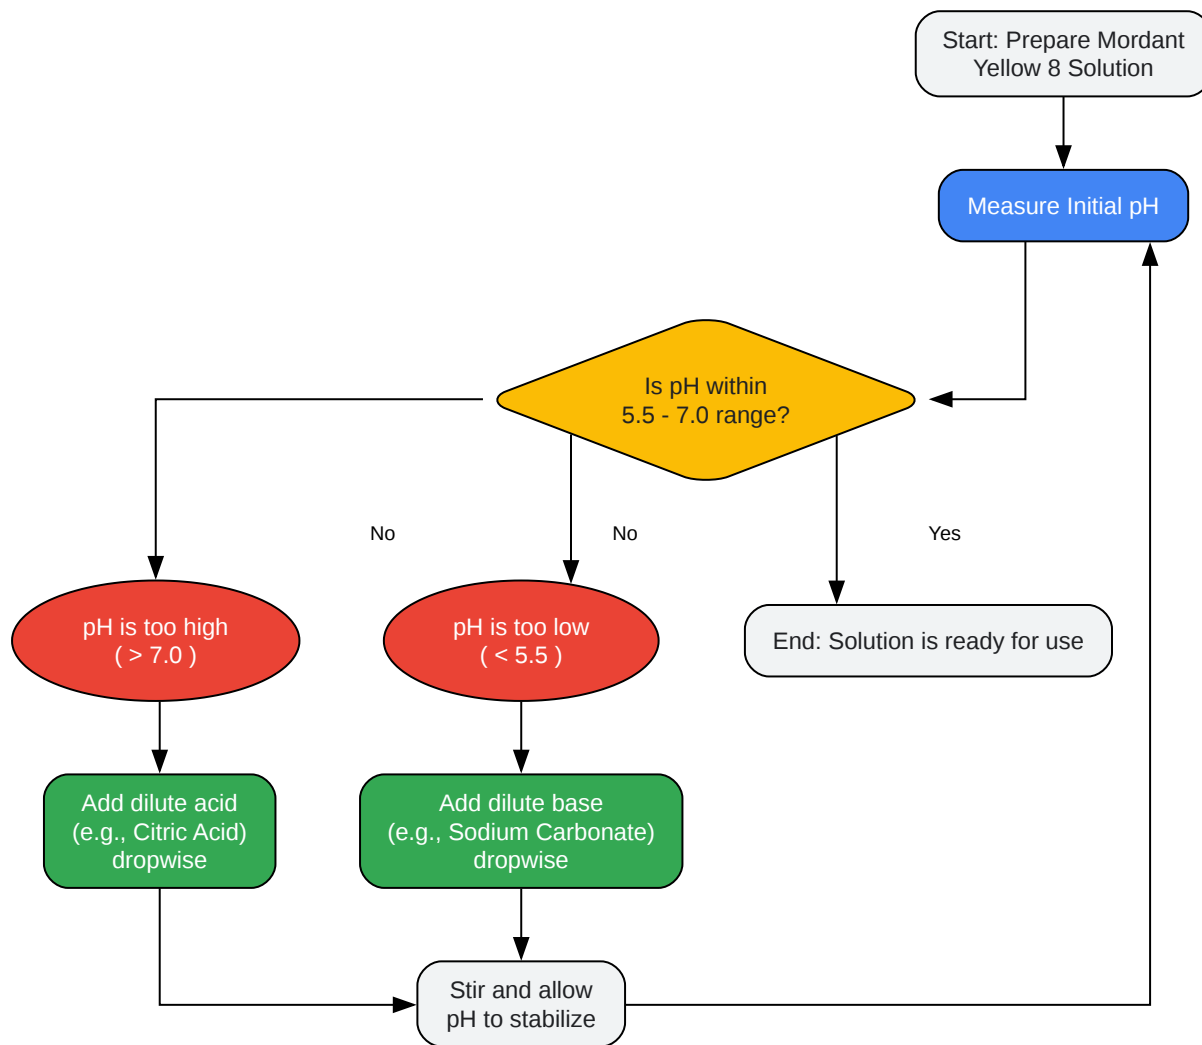 Start: Prepare Mordant
Yellow 8 Solution
Measure Initial pH
Is pH within
5.5 - 7.0 range?
No
No
Yes
pH is too high
( > 7.0 )
pH is too low
( < 5.5 )
End: Solution is ready for use
Add dilute acid
(e.g., Citric Acid)
dropwise
Add dilute base
(e.g., Sodium Carbonate)
dropwise
Stir and allow
pH to stabilize